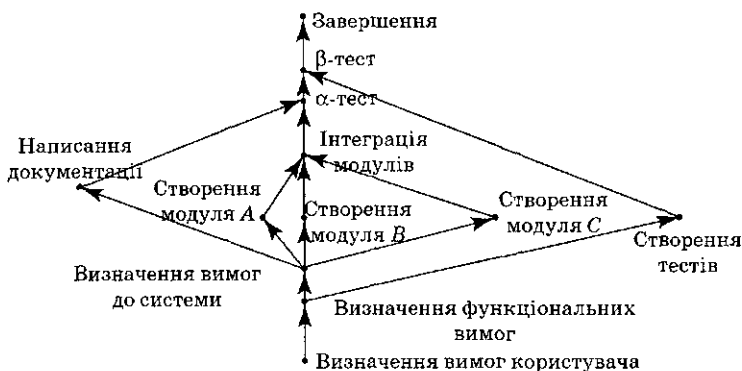 Завершення
β-тест
α-тест
Написання
документації
Інтеграція
модулів
Створення
модуля A
Створення
модуля B
Створення
модуля C
Створення
тестів
Визначення вимог
до системи
Визначення функціональних
вимог
Визначення вимог користувача